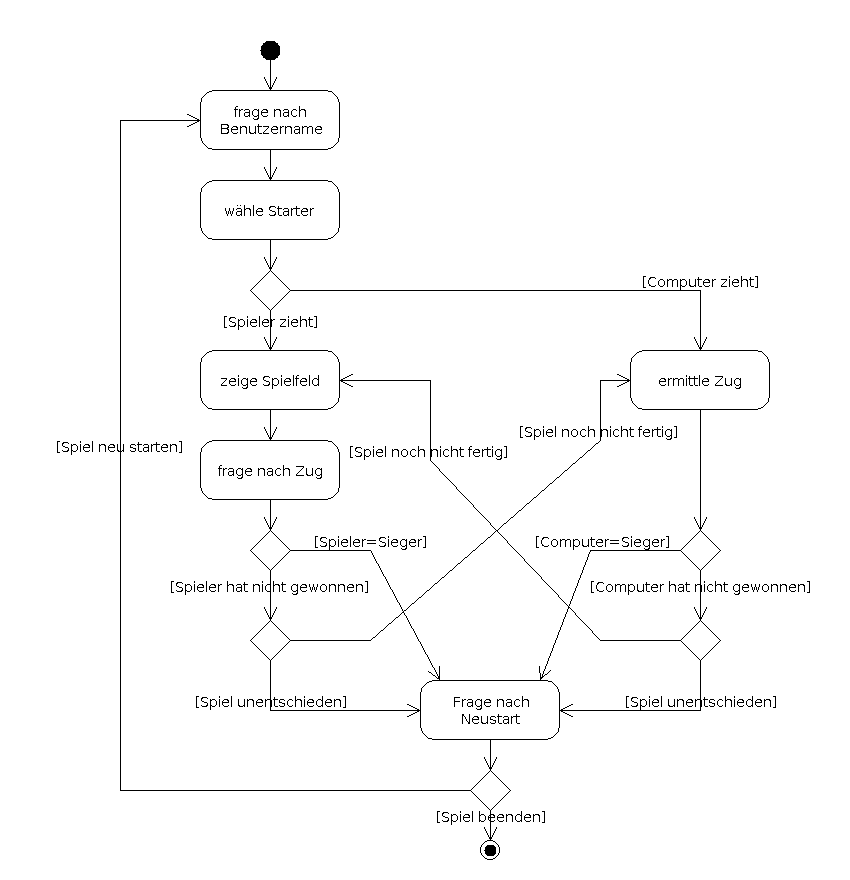 frage nach
Benutzername
wähle Starter
[Computer zieht]
[Spieler zieht]
zeige Spielfeld
ermittle Zug
[Spiel neu starten]
[Spiel noch nicht fertig]
[Spiel noch nicht fertig]
frage nach Zug
[Spieler=Sieger]
[Computer=Sieger]
[Spieler hat nicht gewonnen]
[Computer hat nicht gewonnen]
[Spiel unentschieden]
Frage nach
Neustart
[Spiel unentschieden]
[Spiel beenden]